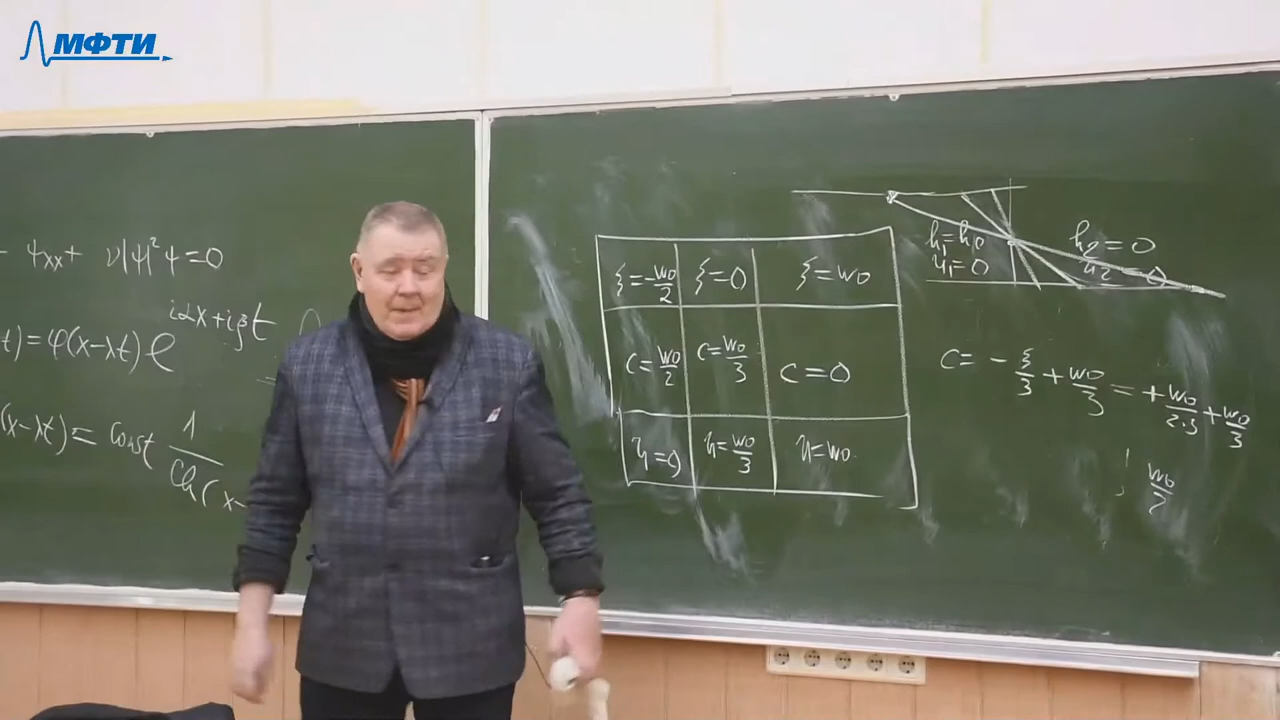 МФТИ
- ψxx + ν|ψ|²ψ = 0
t) = φ(x-λt) e^{iαx+iβt}
(x-λt) = Const 1/Ch(x-
ξ=-w0/2 ξ=0 ξ=w0
c=w0/2 c=w0/3 c=0
η=0 η=w0/3 η=w0.
h1=h0 h2=0
u1=0 u2=0
c= - ξ/3 + w0/3 = + w0/2·3 + w0/3
w0/2